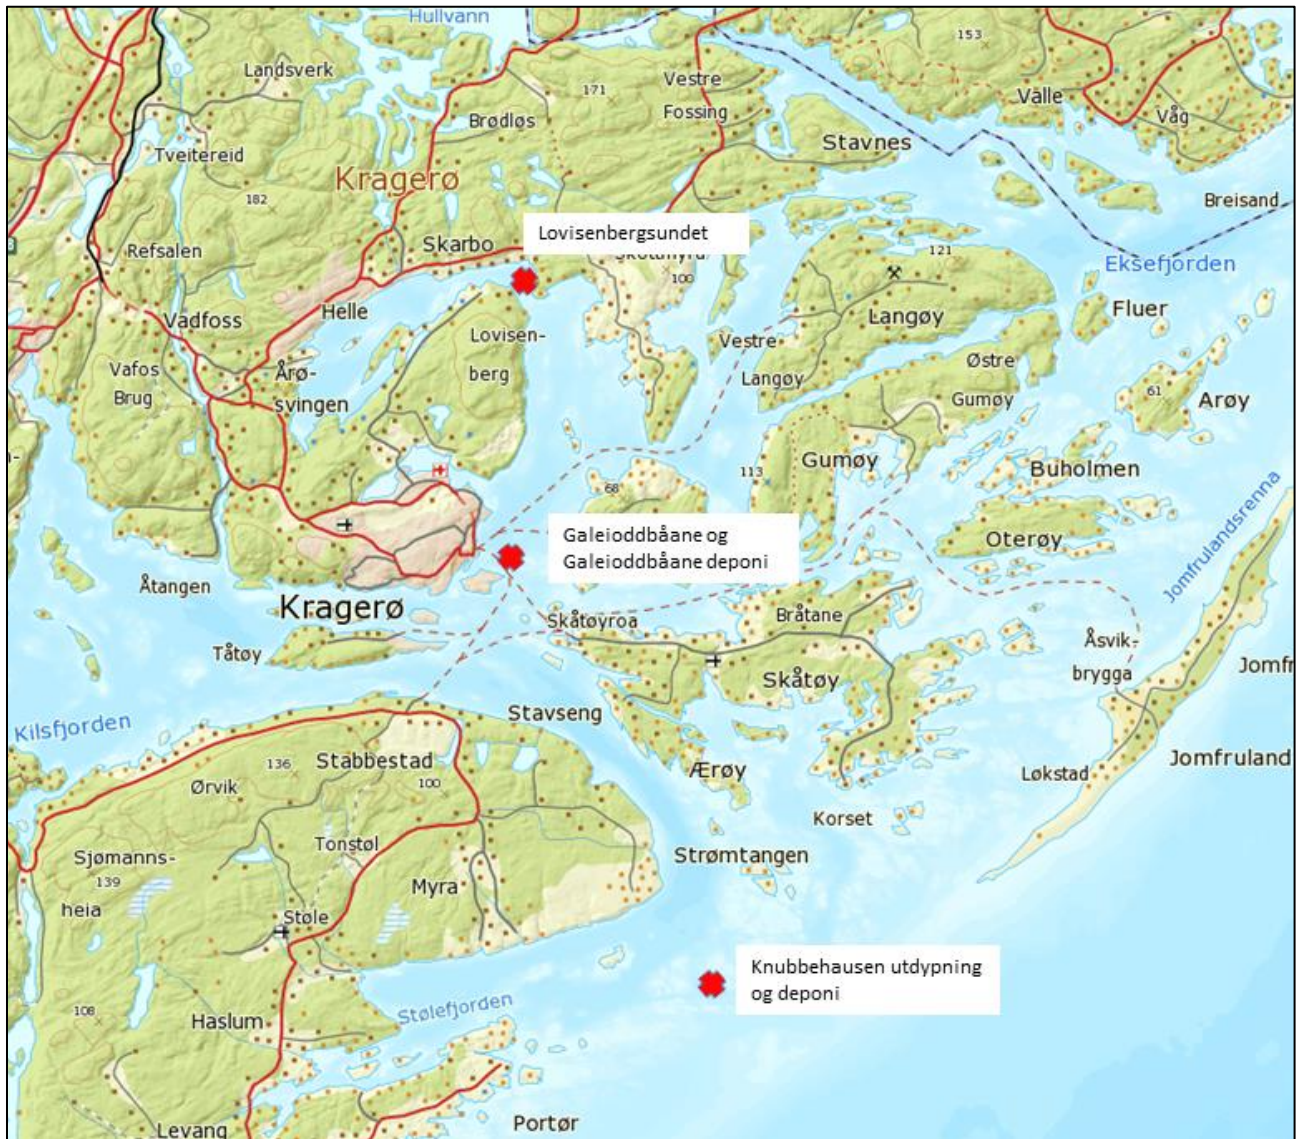 Hullvann
153
Landsverk
171
Vestre
Fossing
Valle
Våg
Brødløs
Stavnes
Tveitereid
Kragerø
182
Breisand
Refsalen
Skarbo
Lovisenbergsundet
100
121
Eksefjorden
Helle
Fluer
Vadfoss
Langøy
Lovisen-
berg
Vestre
Langøy
Vafos
Brug
Årø-
svingen
Østre
Gumøy
61
Arøy
113
Gumøy
Buholmen
68
Jomfrulandsrenna
Galeioddbåane og
Galeioddbåane deponi
Oterøy
Åtangen
Kragerø
Skåtøyroa
Bråtane
Tåtøy
Åsvik-
brygga
Jomfr
Skåtøy
Kilsfjorden
Stavseng
Stabbestad
Ærøy
Jomfruland
136
Ørvik
100
Løkstad
Korset
Tonstøl
Strømtangen
Sjømanns-
139
heia
Myra
Støle
Knubbehausen utdypning
og deponi
108
Haslum
Stølefjorden
Portør
Levang